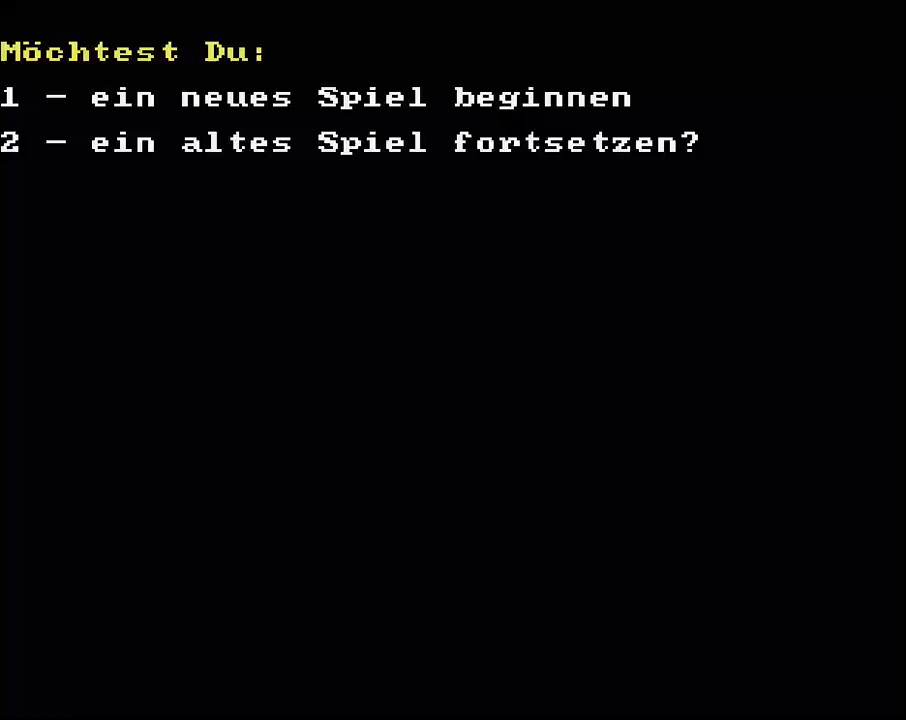 Möchtest Du:
1 – ein neues Spiel beginnen
2 – ein altes Spiel fortsetzen?